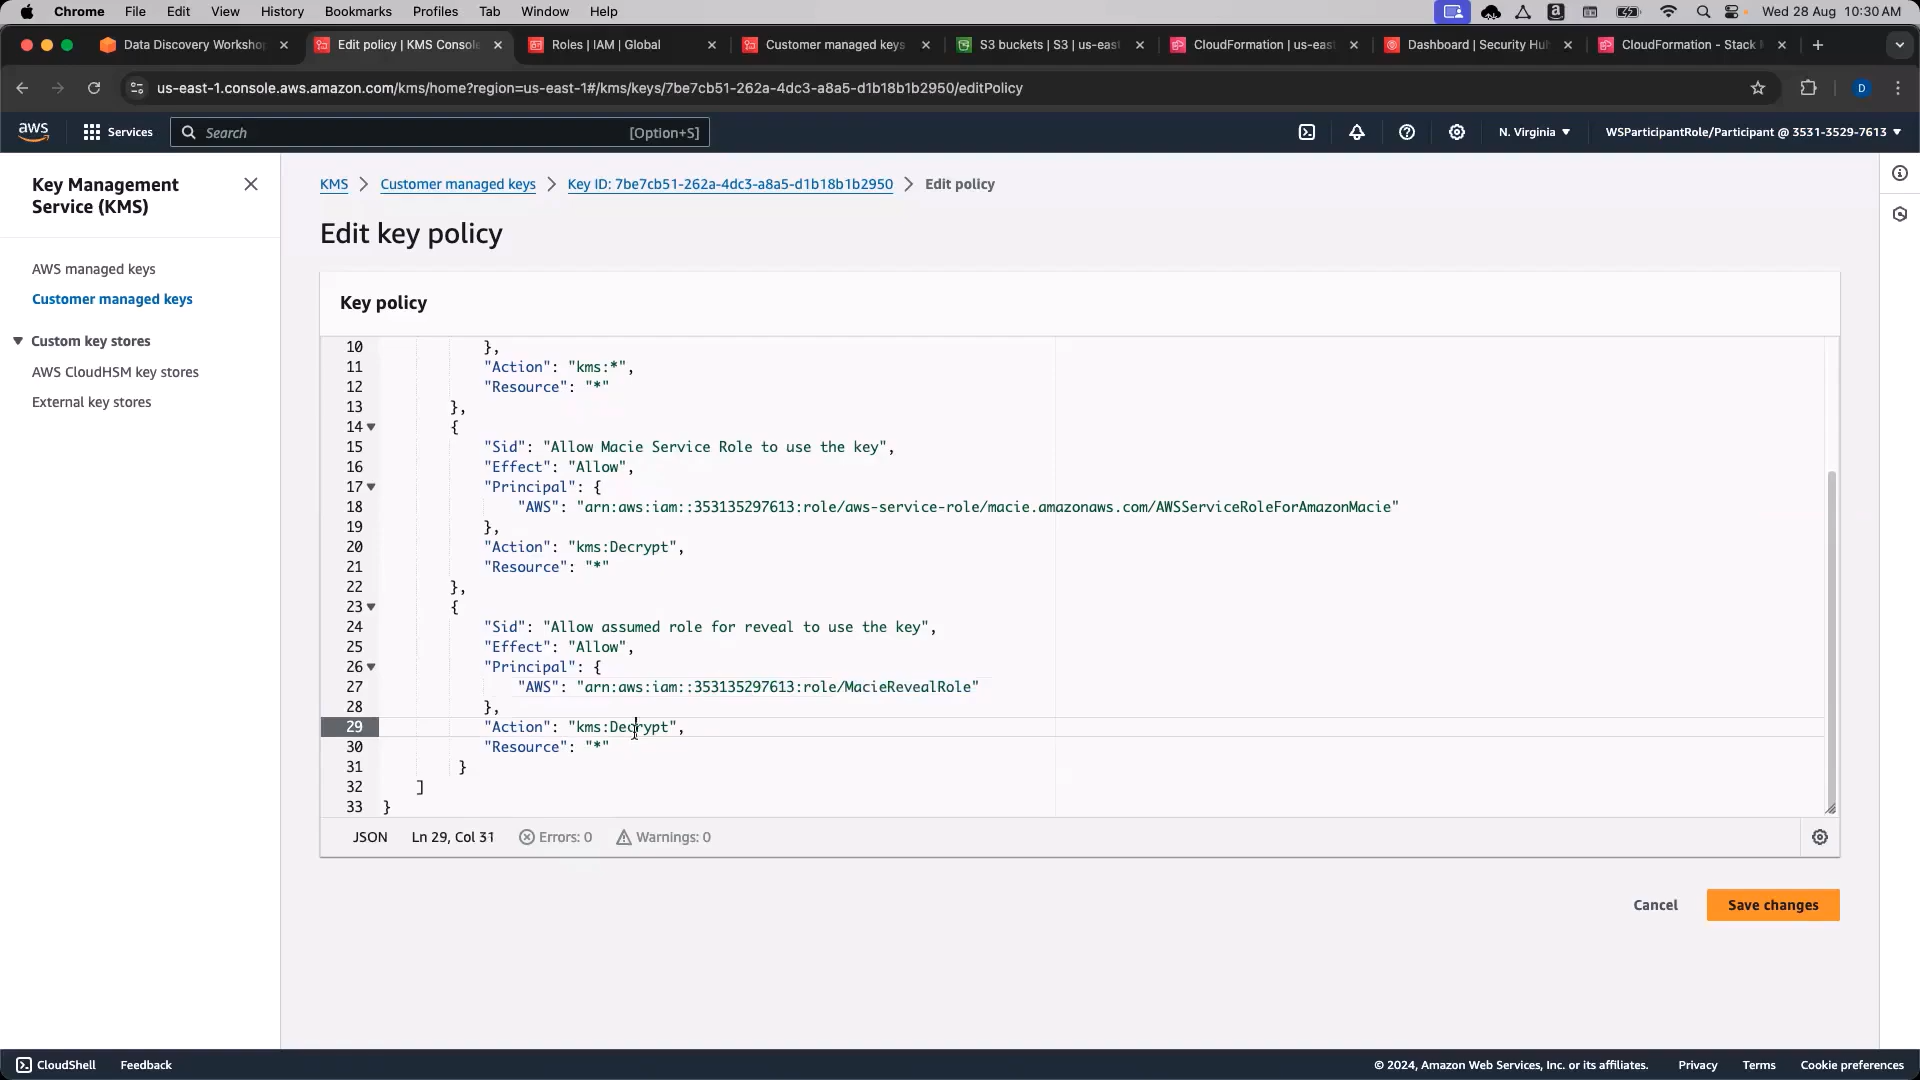 Chrome File Edit View History Bookmarks Profiles Tab Window Help Wed 28 Aug 10:30 AM
Data Discovery Workshop Edit policy | KMS Console Roles | IAM | Global Customer managed keys S3 buckets | S3 | us-east CloudFormation | us-east Dashboard | Security Hub CloudFormation - Stack
us-east-1.console.aws.amazon.com/kms/home?region=us-east-1#/kms/keys/7be7cb51-262a-4dc3-a8a5-d1b18b1b2950/editPolicy D
aws Services Search [Option+S] N. Virginia WSParticipantRole/Participant @ 3531-3529-7613
Key Management
Service (KMS)
AWS managed keys
Customer managed keys
Custom key stores
AWS CloudHSM key stores
External key stores
KMS Customer managed keys Key ID: 7be7cb51-262a-4dc3-a8a5-d1b18b1b2950 Edit policy
Edit key policy
Key policy
10 },
11 "Action": "kms:*",
12 "Resource": "*"
13 },
14 {
15 "Sid": "Allow Macie Service Role to use the key",
16 "Effect": "Allow",
17 "Principal": {
18 "AWS": "arn:aws:iam::353135297613:role/aws-service-role/macie.amazonaws.com/AWSServiceRoleForAmazonMacie"
19 },
20 "Action": "kms:Decrypt",
21 "Resource": "*"
22 },
23 {
24 "Sid": "Allow assumed role for reveal to use the key",
25 "Effect": "Allow",
26 "Principal": {
27 "AWS": "arn:aws:iam::353135297613:role/MacieRevealRole"
28 },
29 "Action": "kms:Decrypt",
30 "Resource": "*"
31 }
32 ]
33 }
JSON Ln 29, Col 31 Errors: 0 Warnings: 0
Cancel Save changes
CloudShell Feedback © 2024, Amazon Web Services, Inc. or its affiliates. Privacy Terms Cookie preferences